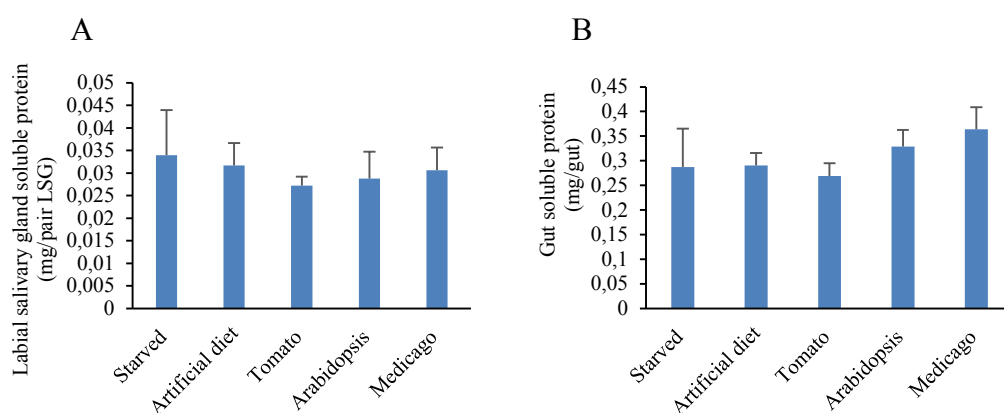 A
Labial salivary gland soluble protein
(mg/pair LSG)
0,05
0,045
0,04
0,035
0,03
0,025
0,02
0,015
0,01
0,005
0
Starved
Artificial diet
Tomato
Arabidopsis
Medicago
B
Gut soluble protein
(mg/gut)
0,45
0,4
0,35
0,3
0,25
0,2
0,15
0,1
0,05
0
Starved
Artificial diet
Tomato
Arabidopsis
Medicago